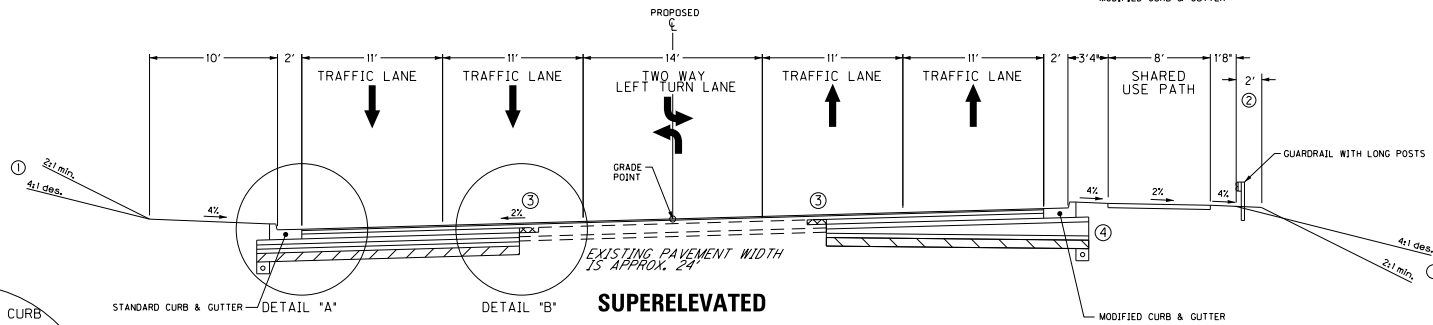 MODIFIED CURB & GUTTER
PROPOSED
℄
10' 2' 11' 11' 14' 11' 11' 2' 3'4" 8' 1'8"
TRAFFIC LANE TRAFFIC LANE TWO WAY TRAFFIC LANE TRAFFIC LANE SHARED
LEFT TURN LANE USE PATH
2'
②
① 2:1 min.
4:1 des.
GUARDRAIL WITH LONG POSTS
GRADE
POINT
4% 2% ③ ③ 4% 2% 4%
④
EXISTING PAVEMENT WIDTH
IS APPROX. 24'
4:1 des.
2:1 min.
CURB
STANDARD CURB & GUTTER DETAIL "A" DETAIL "B" SUPERELEVATED
MODIFIED CURB & GUTTER